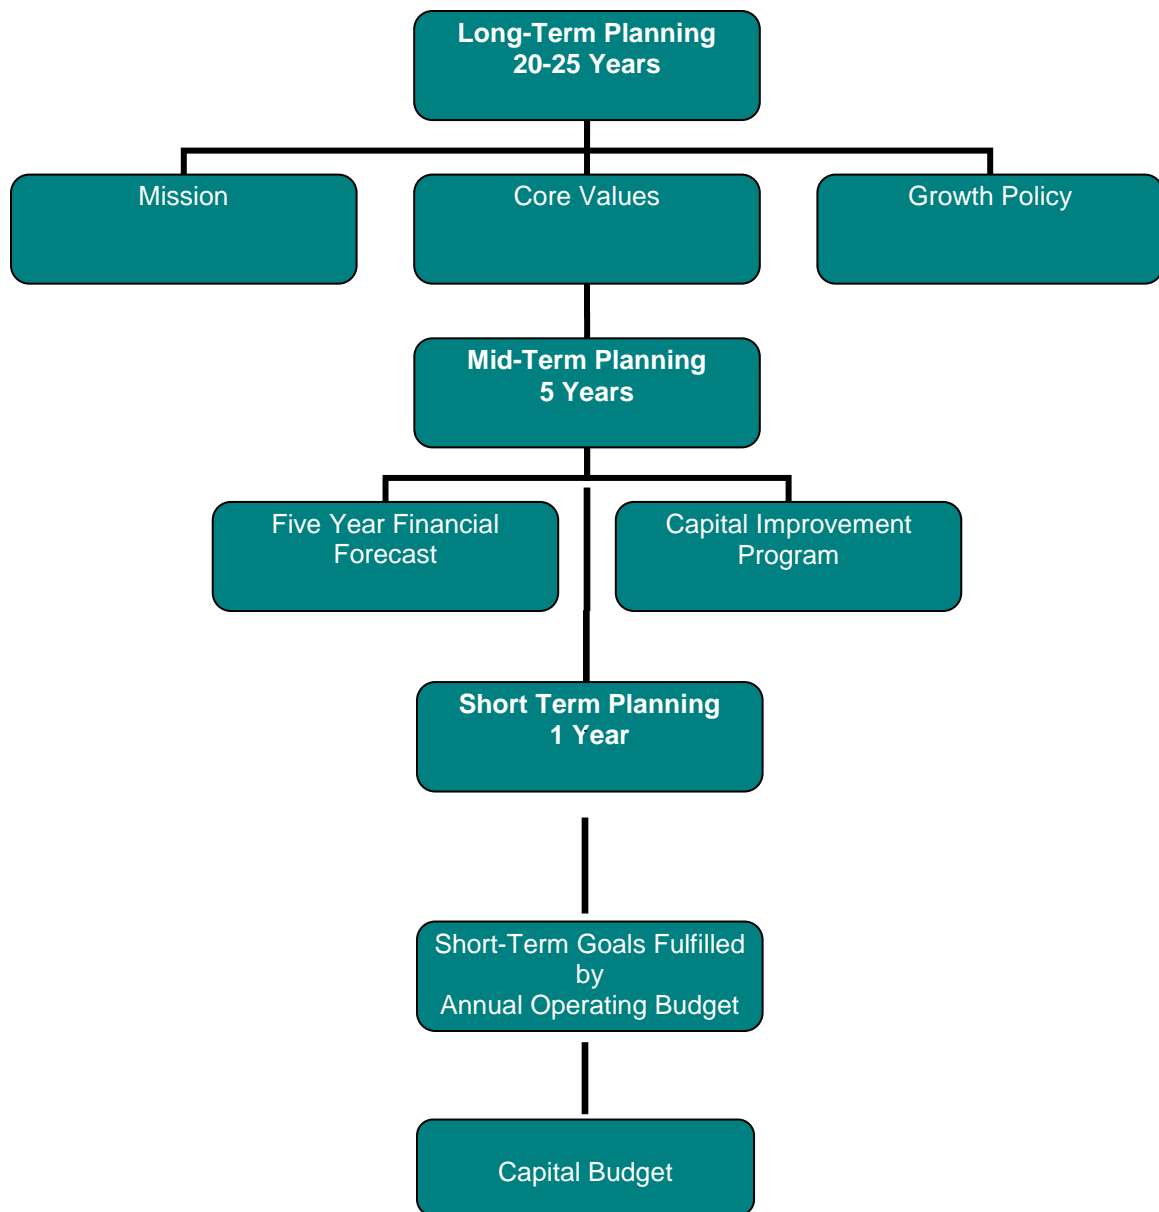 Long-Term Planning
20-25 Years
Mission
Core Values
Growth Policy
Mid-Term Planning
5 Years
Five Year Financial
Forecast
Capital Improvement
Program
Short Term Planning
1 Year
Short-Term Goals Fulfilled
by
Annual Operating Budget
Capital Budget